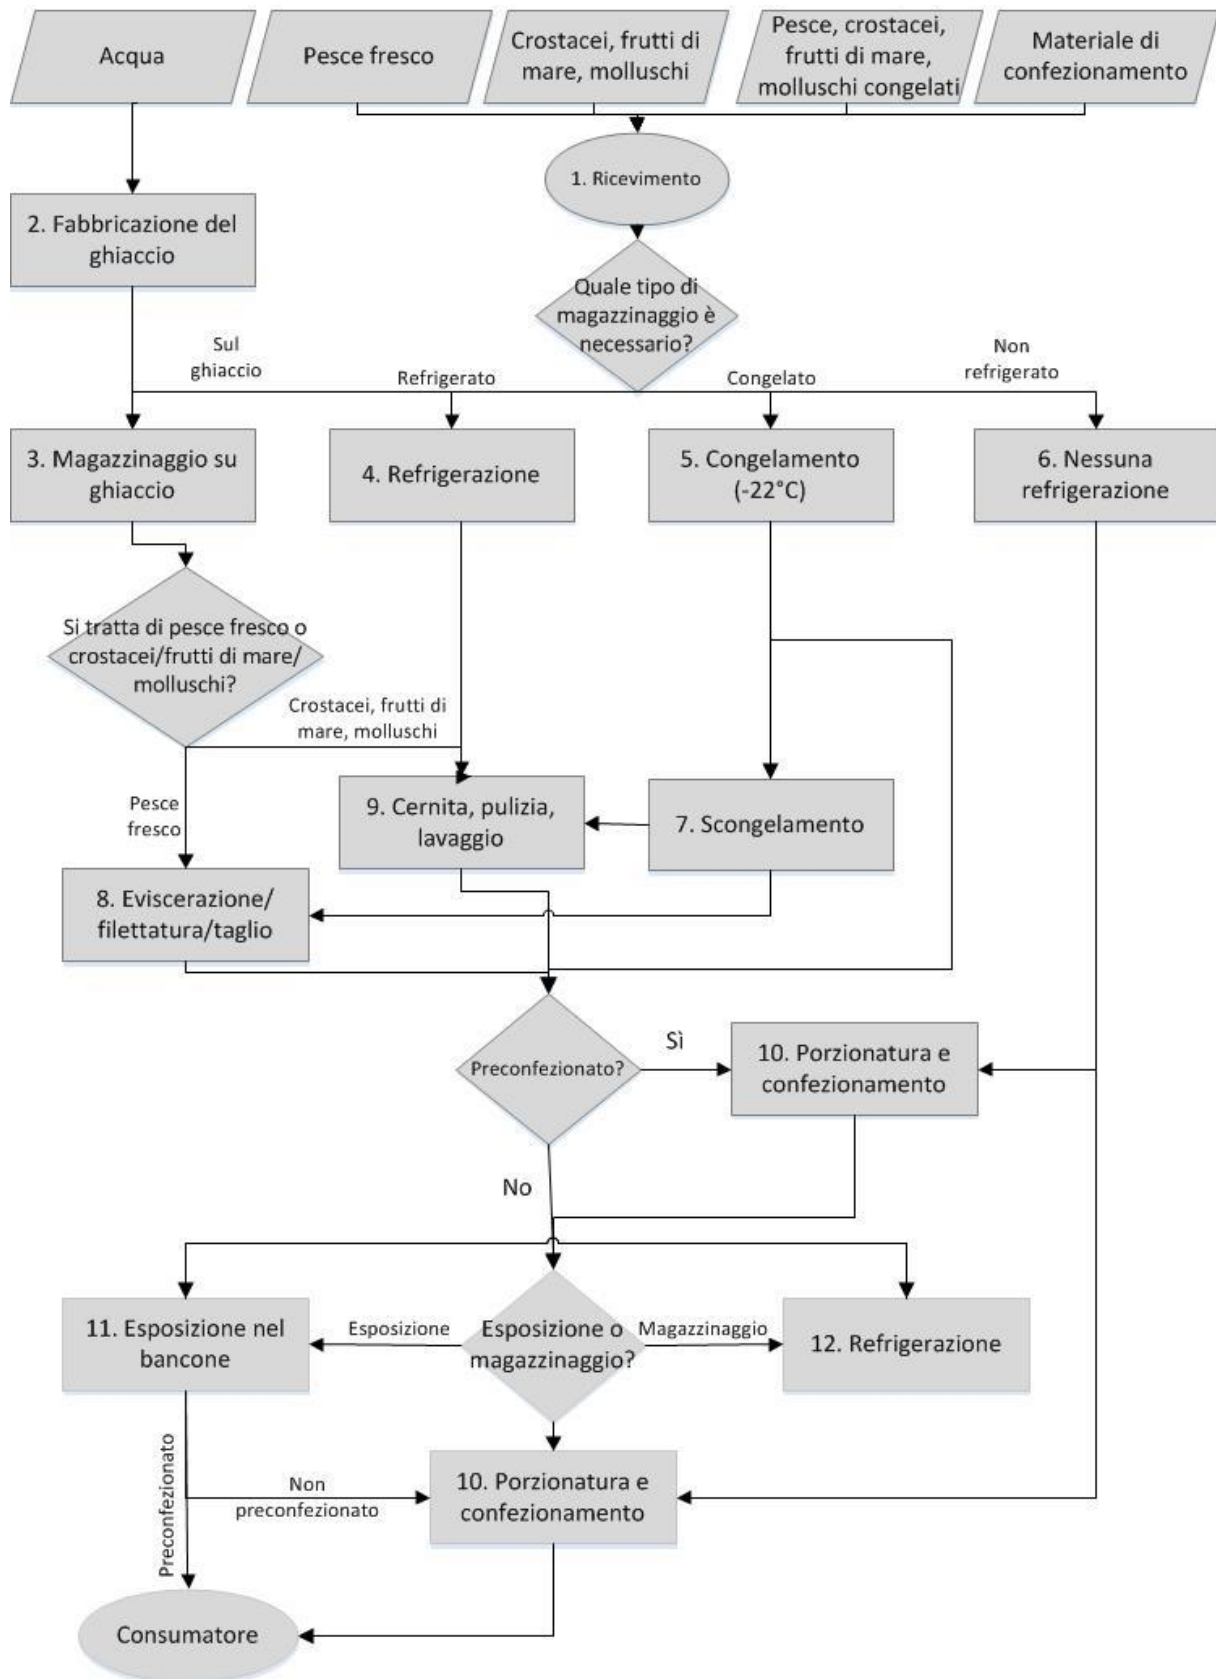 Acqua
Pesce fresco
Crostacei, frutti di
mare, molluschi
Pesce, crostacei,
frutti di mare,
molluschi congelati
Materiale di
confezionamento
1. Ricevimento
2. Fabbricazione del
ghiaccio
Quale tipo di
magazzinaggio è
necessario?
Sul
ghiaccio
Refrigerato
Congelato
Non
refrigerato
3. Magazzinaggio su
ghiaccio
4. Refrigerazione
5. Congelamento
(-22°C)
6. Nessuna
refrigerazione
Si tratta di pesce fresco o
crostacei/frutti di mare/
molluschi?
Crostacei, frutti di
mare, molluschi
Pesce
fresco
9. Cernita, pulizia,
lavaggio
7. Scongelamento
8. Eviscerazione/
filettatura/taglio
Preconfezionato?
Sì
10. Porzionatura e
confezionamento
No
11. Esposizione nel
bancone
Esposizione
Esposizione o
magazzinaggio?
Magazzinaggio
12. Refrigerazione
Preconfezionato
Non
preconfezionato
10. Porzionatura e
confezionamento
Consumatore